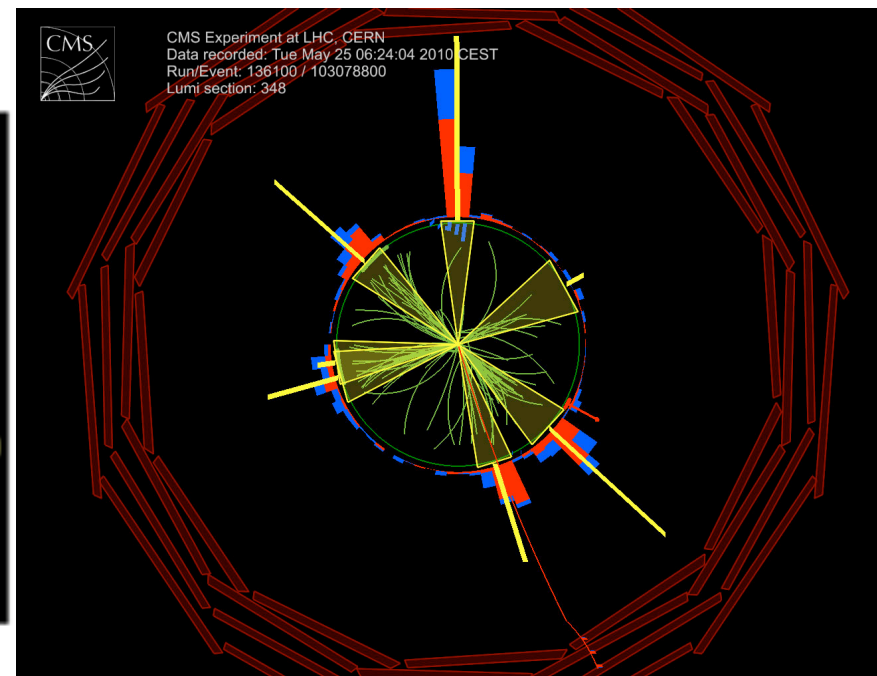 CMS
CMS Experiment at LHC, CERN
Data recorded: Tue May 25 06:24:04 2010 CEST
Run/Event: 136100 / 103078800
Lumi section: 348